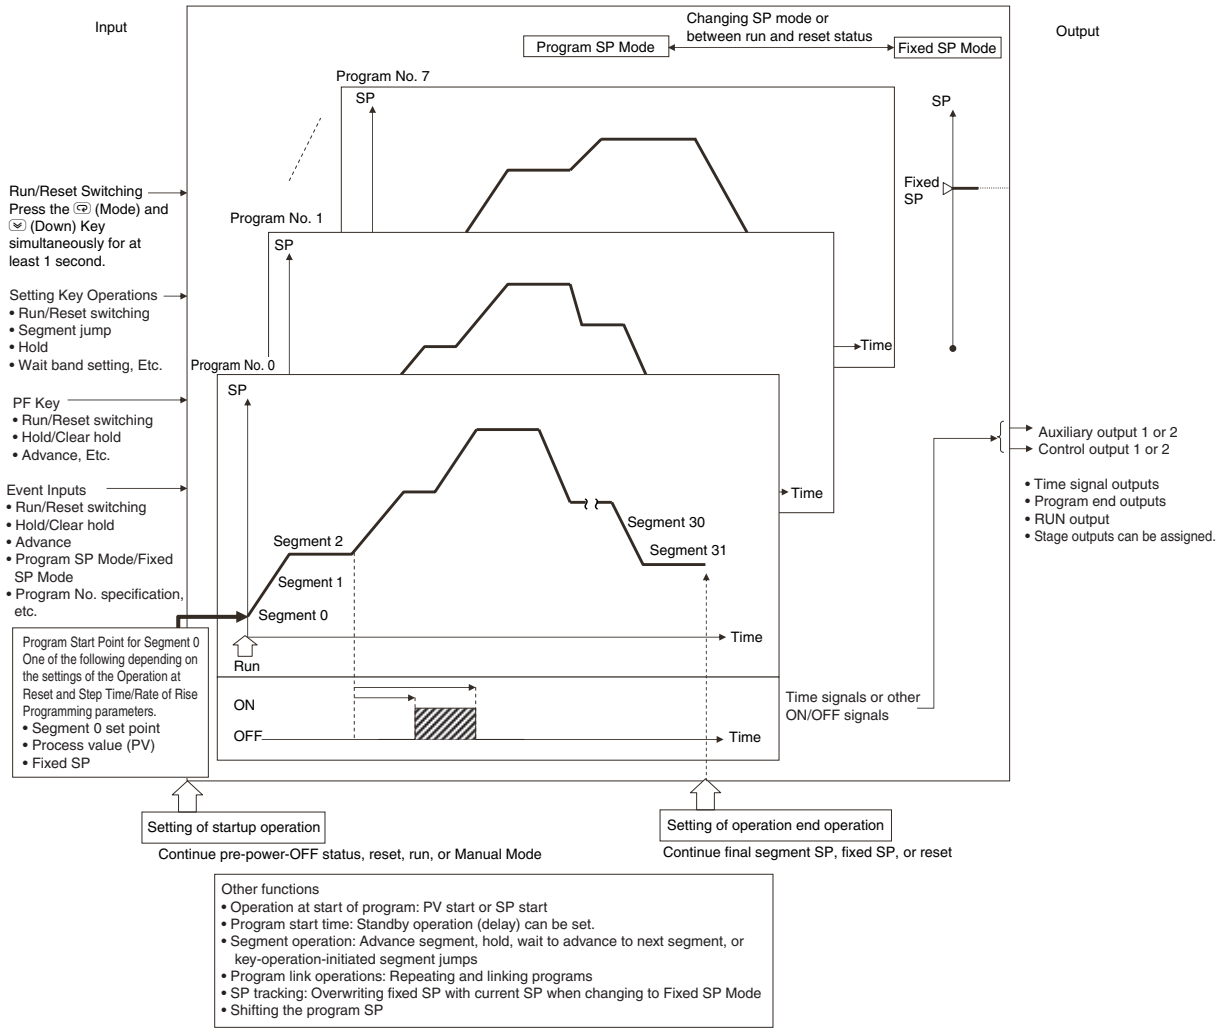 Input
Changing SP mode or
between run and reset status
Output
Program SP Mode
Fixed SP Mode
Program No. 7
SP
SP
Run/Reset Switching
Press the (Mode) and
(Down) Key
simultaneously for at
least 1 second.
Fixed
SP
Program No. 1
SP
Setting Key Operations
• Run/Reset switching
• Segment jump
• Hold
• Wait band setting, Etc.
Time
Program No. 0
SP
PF Key
• Run/Reset switching
• Hold/Clear hold
• Advance, Etc.
Auxiliary output 1 or 2
Control output 1 or 2
Event Inputs
• Run/Reset switching
• Hold/Clear hold
• Advance
• Program SP Mode/Fixed
SP Mode
• Program No. specification,
etc.
Time
• Time signal outputs
• Program end outputs
• RUN output
• Stage outputs can be assigned.
Segment 30
Segment 2
Segment 31
Segment 1
Segment 0
Time
Run
Program Start Point for Segment 0
One of the following depending on
the settings of the Operation at
Reset and Step Time/Rate of Rise
Programming parameters.
• Segment 0 set point
• Process value (PV)
• Fixed SP
ON
OFF
Time
Time signals or other
ON/OFF signals
Setting of startup operation
Setting of operation end operation
Continue pre-power-OFF status, reset, run, or Manual Mode
Continue final segment SP, fixed SP, or reset
Other functions
• Operation at start of program: PV start or SP start
• Program start time: Standby operation (delay) can be set.
• Segment operation: Advance segment, hold, wait to advance to next segment, or
key-operation-initiated segment jumps
• Program link operations: Repeating and linking programs
• SP tracking: Overwriting fixed SP with current SP when changing to Fixed SP Mode
• Shifting the program SP